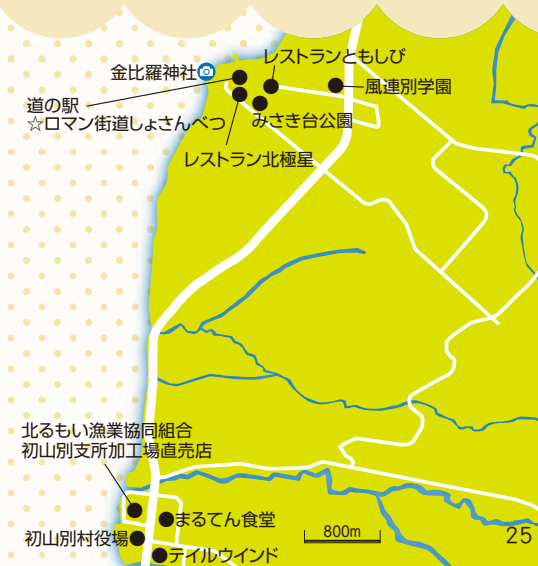 レストランともしび
金比羅神社
風連別学園
道の駅
☆ロマン街道しょさんべつ
みさき台公園
レストラン北極星
北るもい漁業協同組合
初山別支所加工場直売店
まるてん食堂
初山別村役場
テイルウインド
800m
25